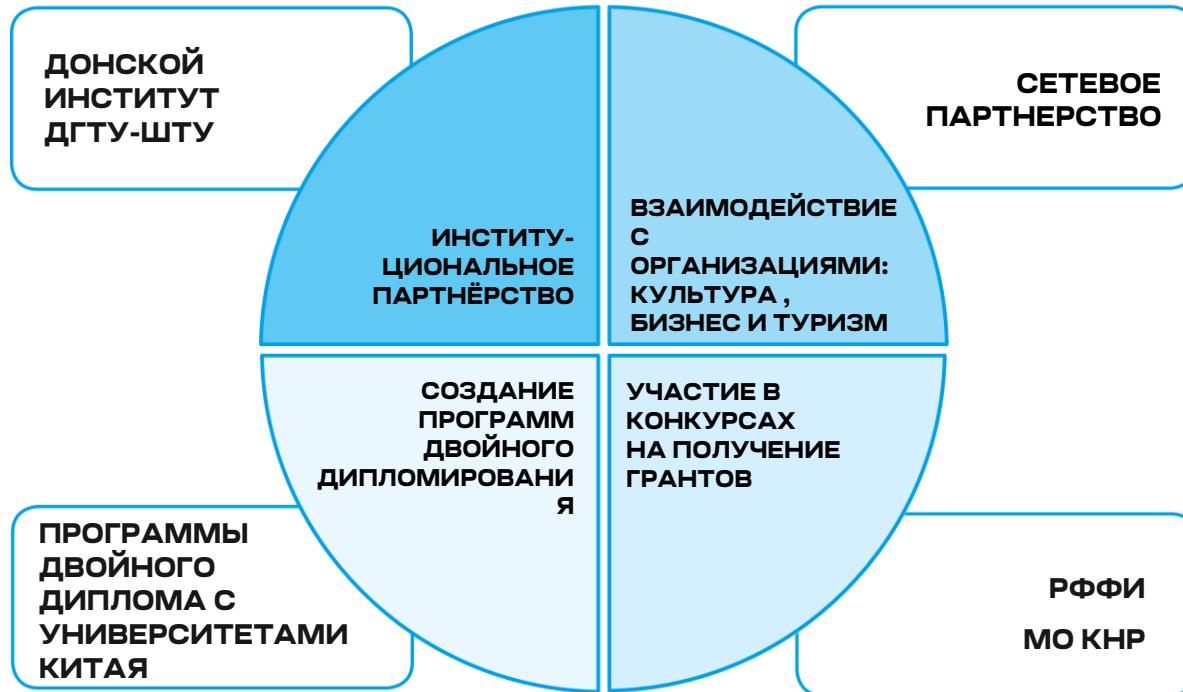 ДОНСКОЙ
ИНСТИТУТ
ДГТУ-ШТУ
СЕТЕВОЕ
ПАРТНЕРСТВО
ИНСТИТУ-
ЦИОНАЛЬНОЕ
ПАРТНЁРСТВО
ВЗАИМОДЕЙСТВИЕ
С
ОРГАНИЗАЦИЯМИ:
КУЛЬТУРА ,
БИЗНЕС И ТУРИЗМ
СОЗДАНИЕ
ПРОГРАММ
ДВОЙНОГО
ДИПЛОМИРОВАНИ
Я
УЧАСТИЕ В
КОНКУРСАХ
НА ПОЛУЧЕНИЕ
ГРАНТОВ
ПРОГРАММЫ
ДВОЙНОГО
ДИПЛОМА С
УНИВЕРСИТЕТАМИ
КИТАЯ
РФФИ
МО КНР